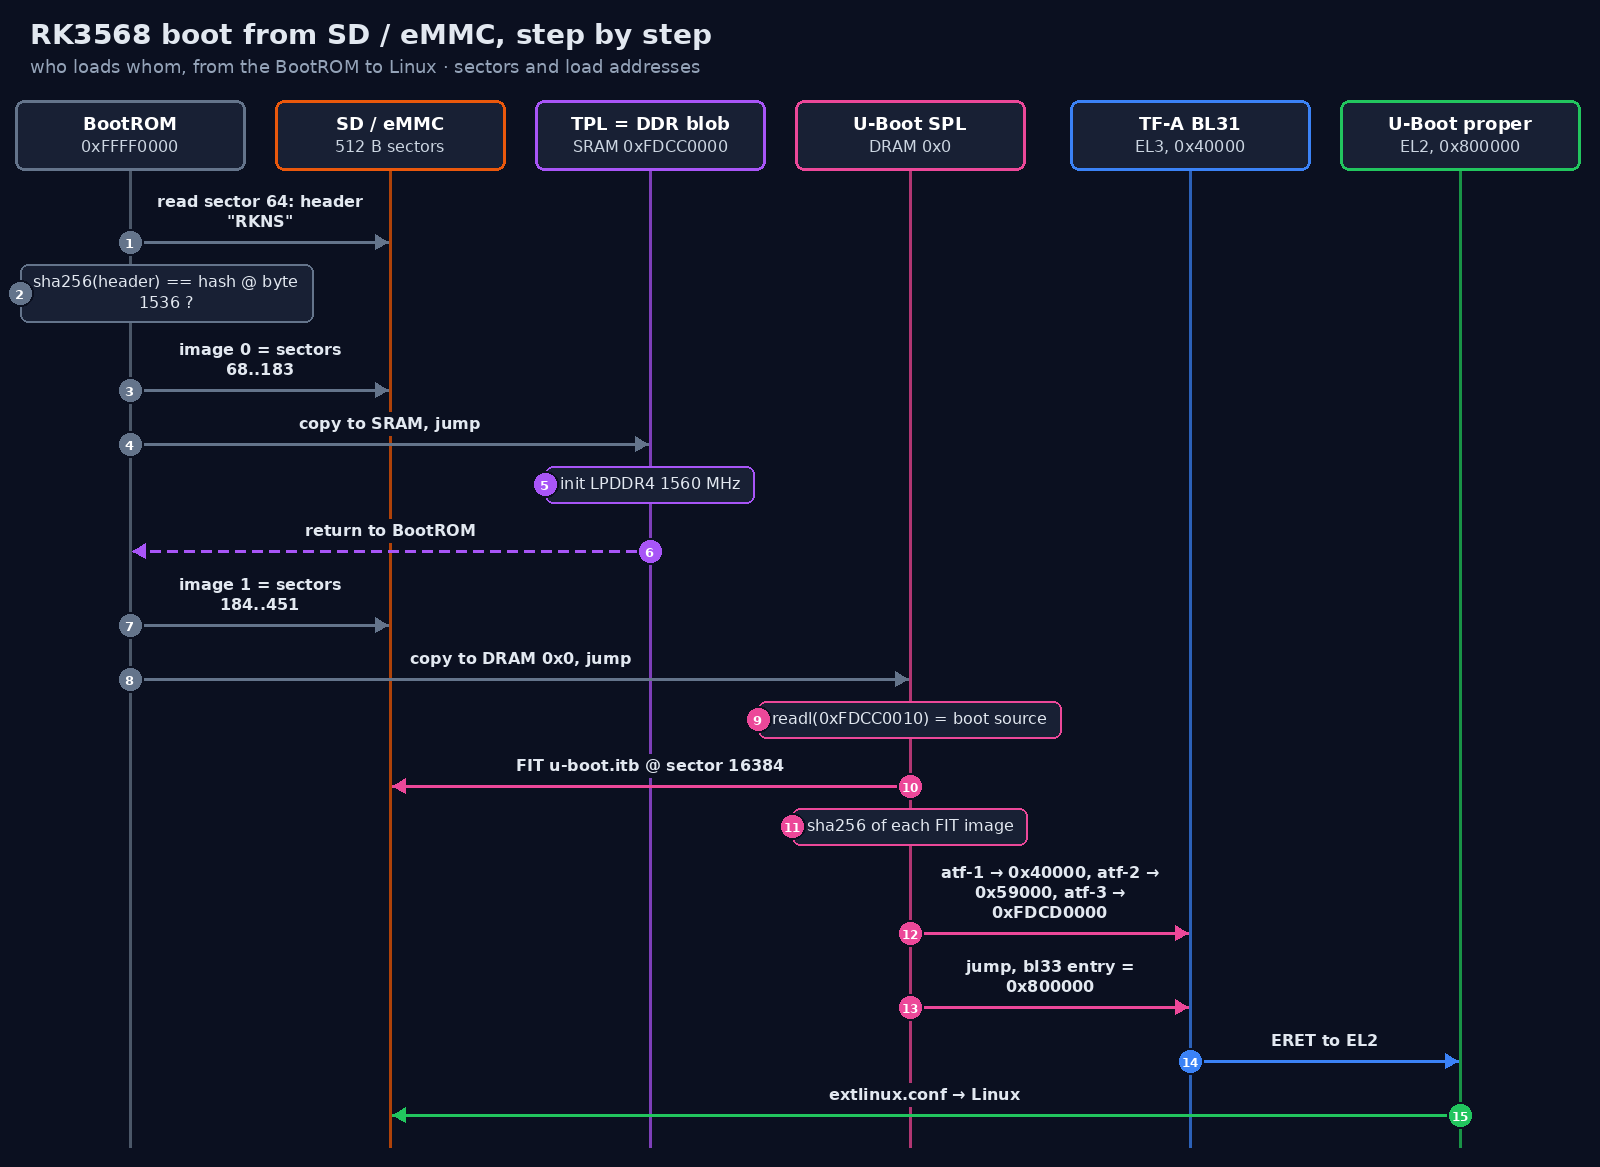 RK3568 boot from SD / eMMC, step by step
who loads whom, from the BootROM to Linux · sectors and load addresses
BootROM
0xFFFF0000
SD / eMMC
512 B sectors
TPL = DDR blob
SRAM 0xFDCC0000
U-Boot SPL
DRAM 0x0
TF-A BL31
EL3, 0x40000
U-Boot proper
EL2, 0x800000
read sector 64: header
"RKNS"
1
2
sha256(header) == hash @ byte
1536 ?
image 0 = sectors
68..183
3
copy to SRAM, jump
4
5
init LPDDR4 1560 MHz
return to BootROM
6
image 1 = sectors
184..451
7
copy to DRAM 0x0, jump
8
9
readl(0xFDCC0010) = boot source
FIT u-boot.itb @ sector 16384
10
11
sha256 of each FIT image
atf-1 → 0x40000, atf-2 →
0x59000, atf-3 →
0xFDCD0000
12
jump, bl33 entry =
0x800000
13
ERET to EL2
14
extlinux.conf → Linux
15